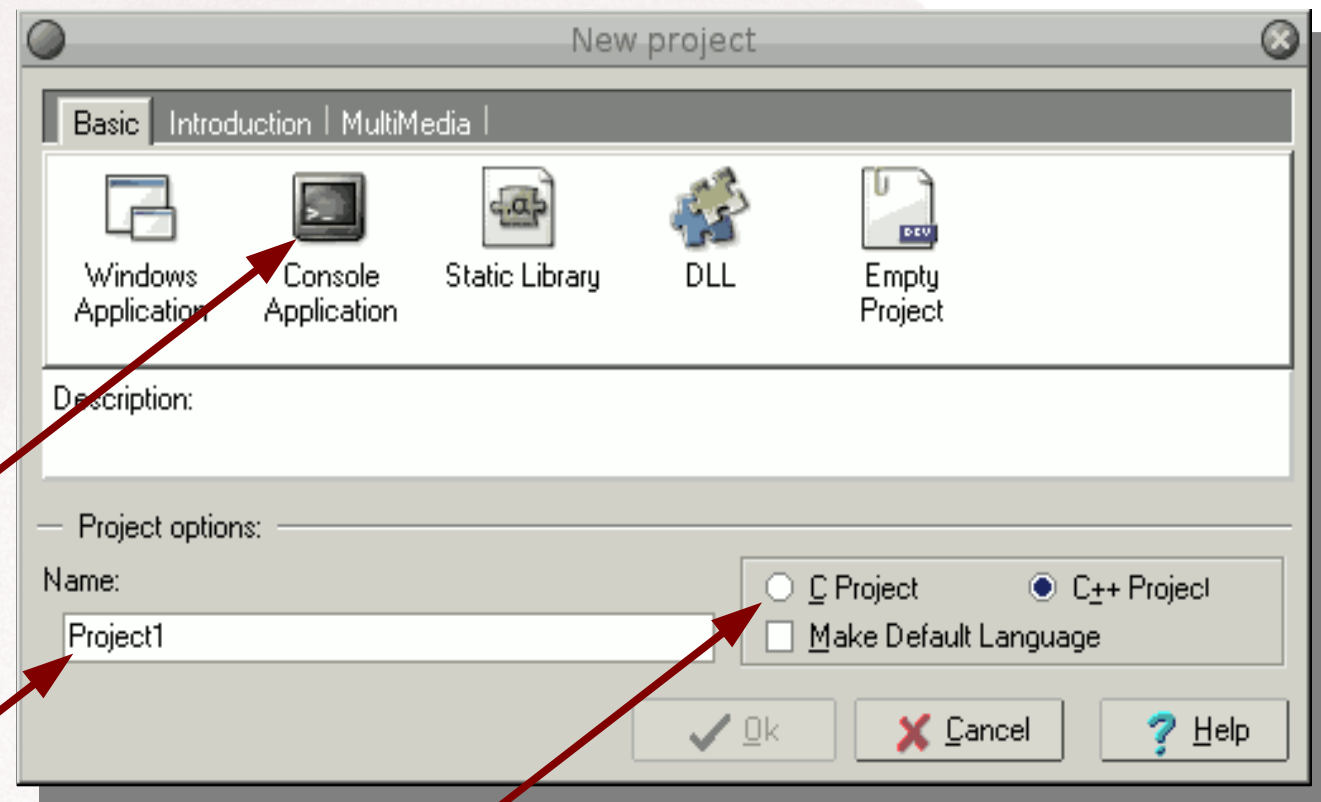 New project
Basic Introduction MultiMedia
Windows Application
Console Application
Static Library
DLL
Empty Project
DEV
Description:
Project options:
Name:
Project1
C Project
C++ Project
Make Default Language
Ok
Cancel
Help